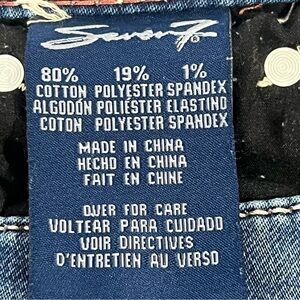 Seven7®
80% 19% 1%
COTTON POLYESTER SPANDEX
ALGODÓN POLIÉSTER ELASTINO
COTON POLYESTER SPANDEX
MADE IN CHINA
HECHO EN CHINA
FAIT EN CHINE
OVER FOR CARE
VOLTEAR PARA CUIDADO
VOIR DIRECTIVES
D'ENTRETIEN AU VERSO